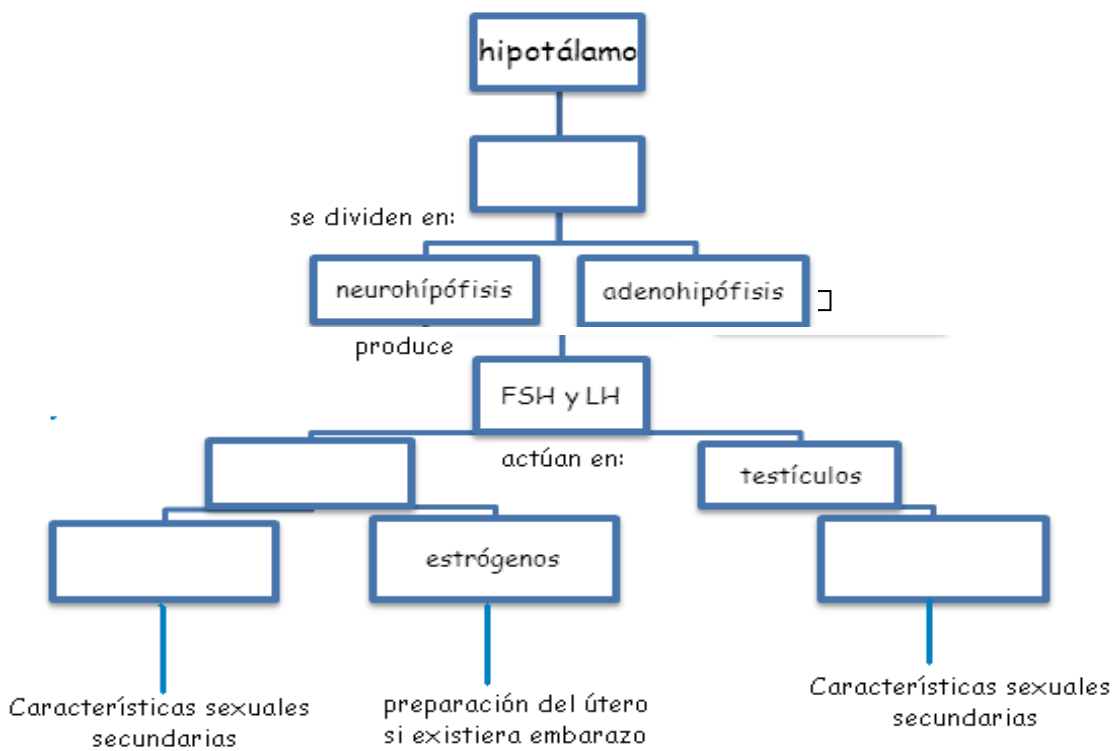 hipotálamo
se dividen en:
neurohípófisis
adenohipófisis
produce
FSH y LH
actúan en:
testículos
estrógenos
Características sexuales
secundarias
preparación del útero
si existiera embarazo
Características sexuales
secundarias